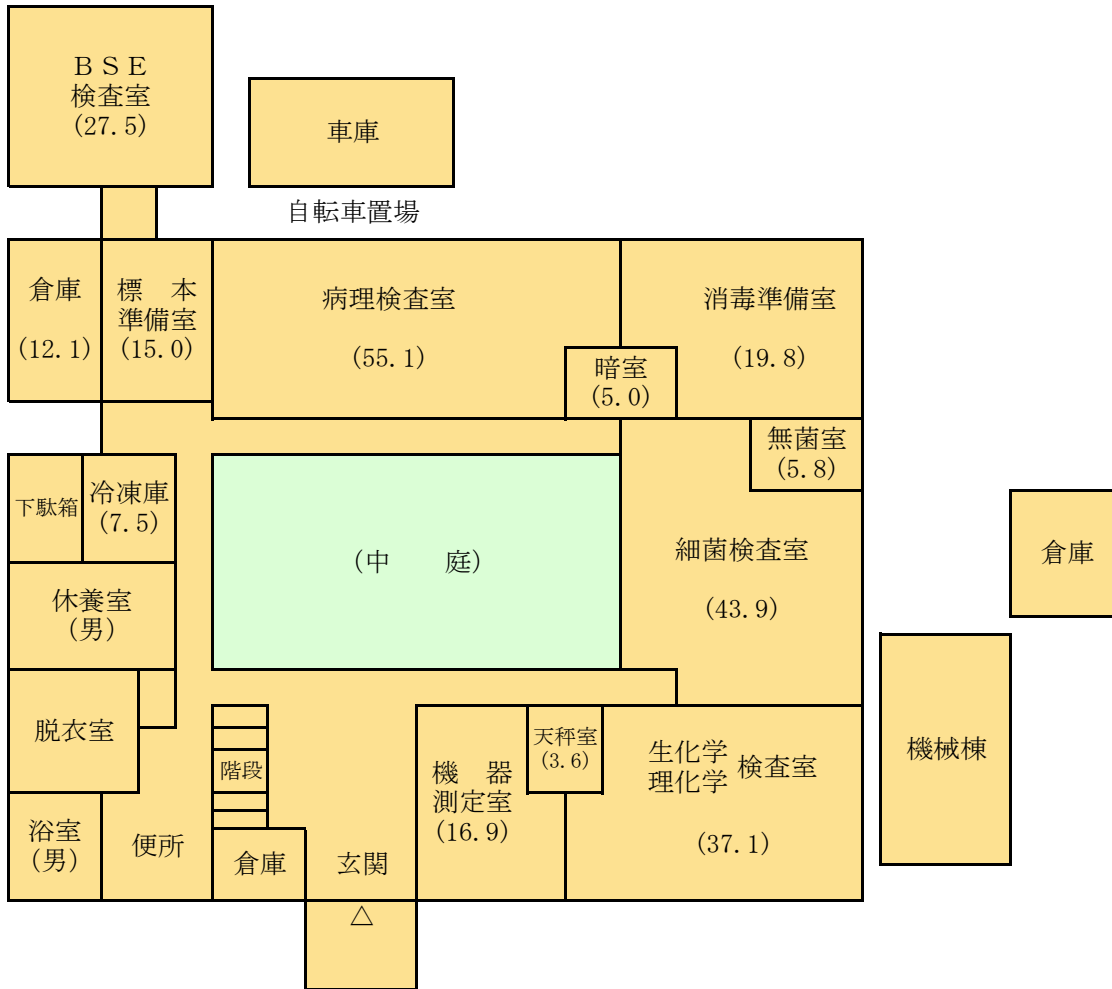 ＢＳＥ
検査室
(27.5)
車庫
自転車置場
倉庫
(12.1)
標　本
準備室
(15.0)
病理検査室
(55.1)
消毒準備室
(19.8)
暗室
(5.0)
無菌室
(5.8)
下駄箱
冷凍庫
(7.5)
(中　　庭)
細菌検査室
(43.9)
倉庫
休養室
(男)
脱衣室
階段
機　器
測定室
(16.9)
天秤室
(3.6)
生化学
理化学
検査室
(37.1)
機械棟
浴室
(男)
便所
倉庫
玄関
△